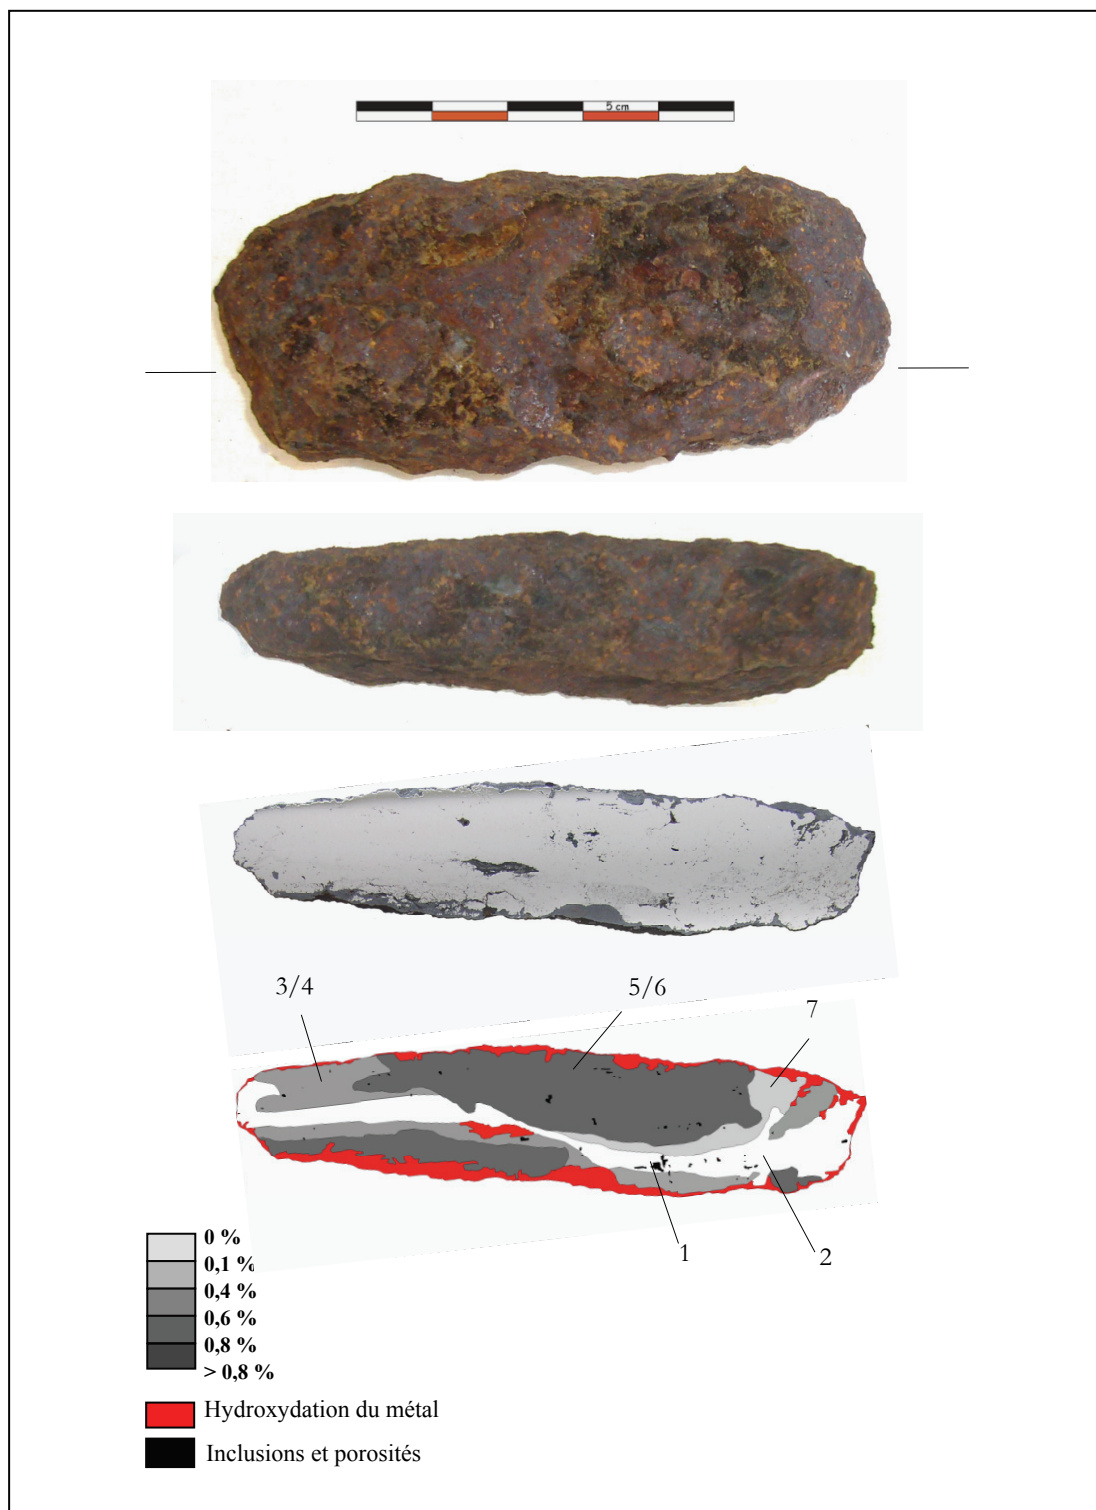 5 cm
3/4
5/6
7
1
2
0 %
0,1 %
0,4 %
0,6 %
0,8 %
> 0,8 %
Hydroxydation du métal
Inclusions et porosités